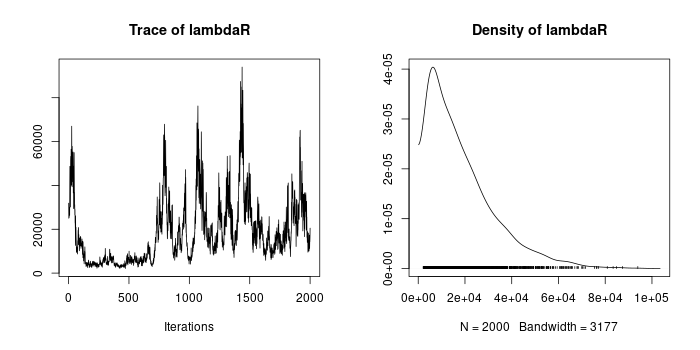 Trace of lambdaR
Density of lambdaR
0 20000 60000
0 500 1000 1500 2000
Iterations
0e+00 1e-05 2e-05 3e-05 4e-05
0e+00 2e+04 4e+04 6e+04 8e+04 1e+05
N = 2000 Bandwidth = 3177